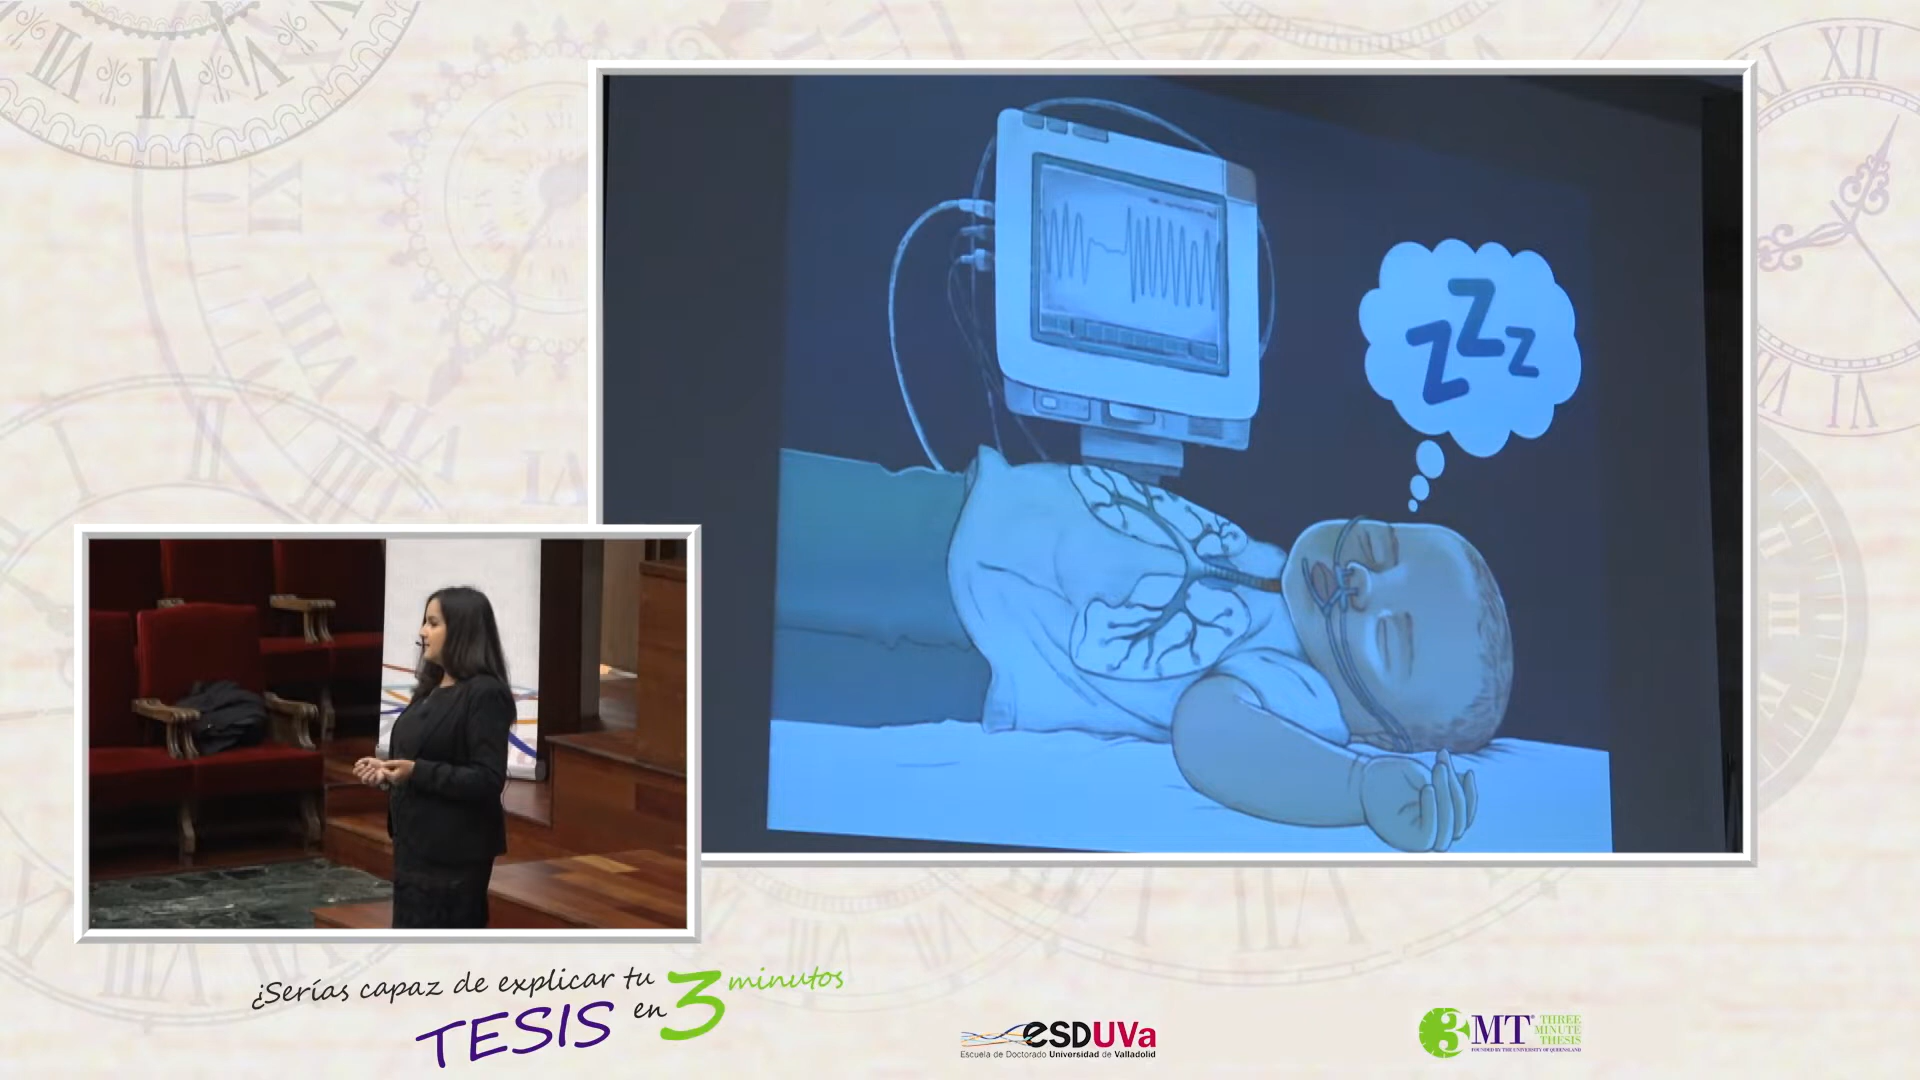 zzz
¿Serías capaz de explicar tu
TESIS en 3 minutos
esDUVa
Escuela de Doctorado Universidad de Valladolid
3MT® THREE
MINUTE
THESIS
FOUNDED BY THE UNIVERSITY OF QUEENSLAND